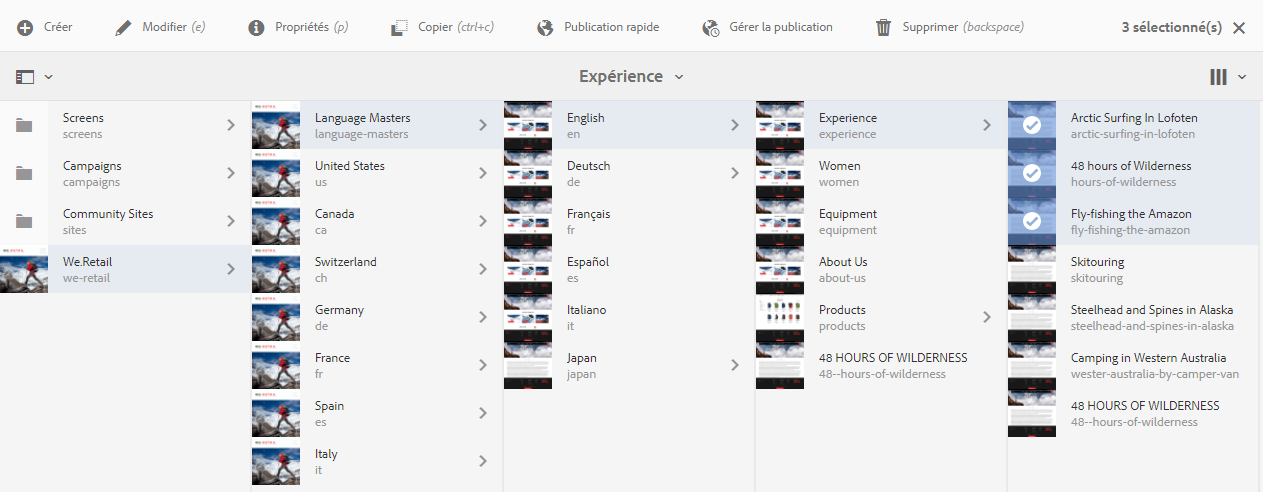 Créer
Modifier (e)
Propriétés (p)
Copier (ctrl+c)
Publication rapide
Gérer la publication
Supprimer (backspace)
3 sélectionné(s)
Expérience
Screens
screens
Campaigns
campaigns
Community Sites
sites
We.Retail
we-retail
Language Masters
language-masters
United States
us
Canada
ca
Switzerland
ch
Germany
de
France
fr
Spain
es
Italy
it
English
en
Deutsch
de
Français
fr
Español
es
Italiano
it
Japan
japan
Experience
experience
Women
women
Equipment
equipment
About Us
about-us
Products
products
48 HOURS OF WILDERNESS
48--hours-of-wilderness
Arctic Surfing In Lofoten
arctic-surfing-in-lofoten
48 hours of Wilderness
hours-of-wilderness
Fly-fishing the Amazon
fly-fishing-the-amazon
Skitouring
skitouring
Steelhead and Spines in Alaska
steelhead-and-spines-in-alaska
Camping in Western Australia
wester-australia-by-camper-van
48 HOURS OF WILDERNESS
48--hours-of-wilderness